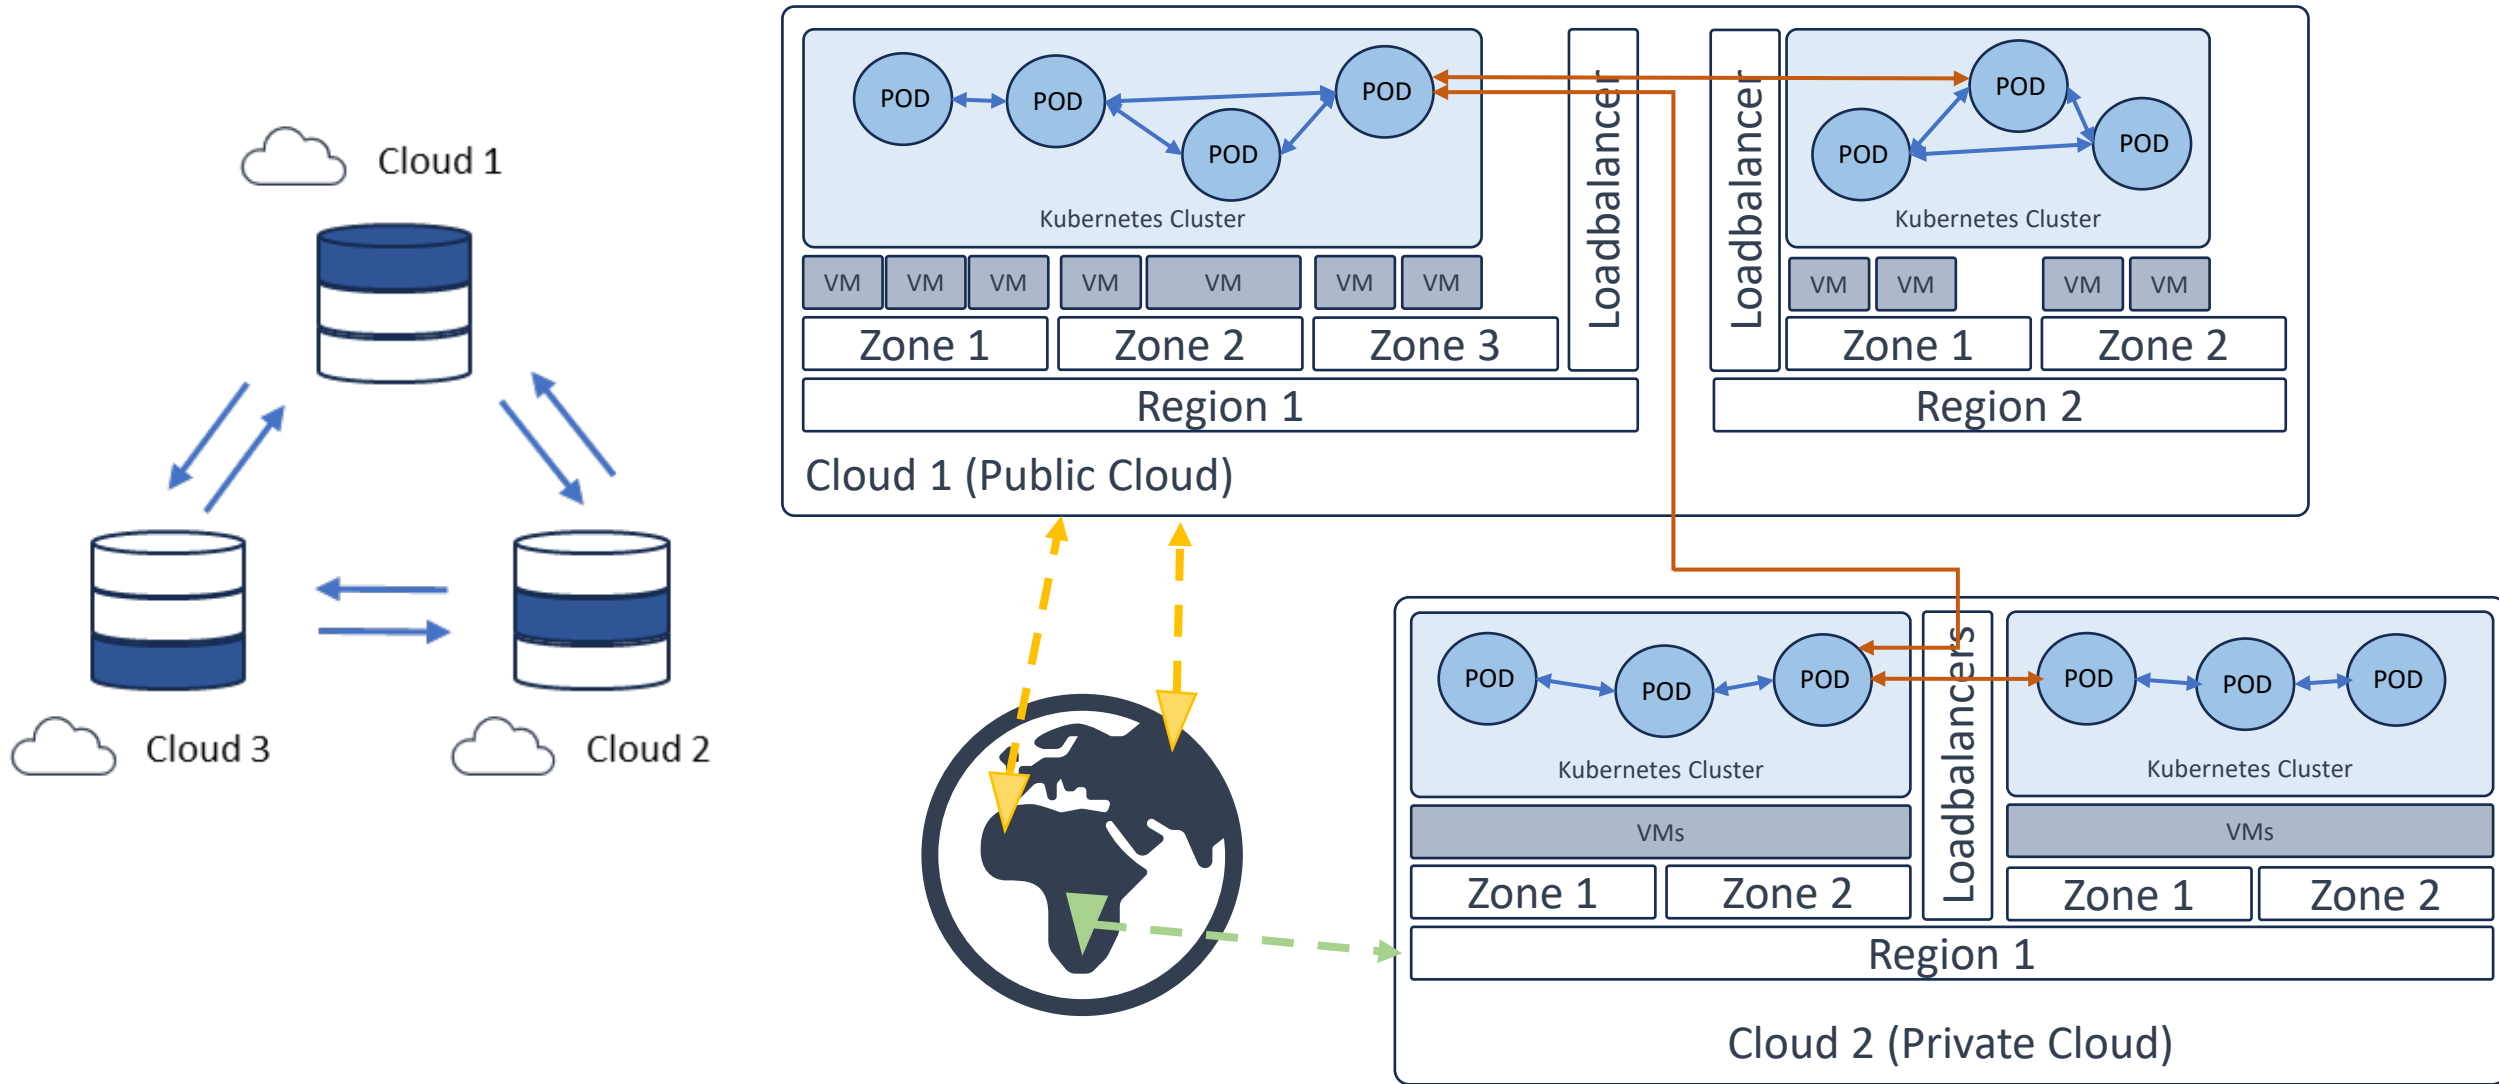 Cloud 1
Cloud 3
Cloud 2
POD
POD
POD
POD
Kubernetes Cluster
VM
VM
VM
VM
VM
VM
VM
Zone 1
Zone 2
Zone 3
Loadbalancer
Region 1
Loadbalancer
POD
POD
POD
Kubernetes Cluster
VM
VM
VM
VM
Zone 1
Zone 2
Region 2
Cloud 1 (Public Cloud)
POD
POD
POD
Kubernetes Cluster
VMs
Zone 1
Zone 2
Loadbalancers
POD
POD
POD
Kubernetes Cluster
VMs
Zone 1
Zone 2
Region 1
Cloud 2 (Private Cloud)